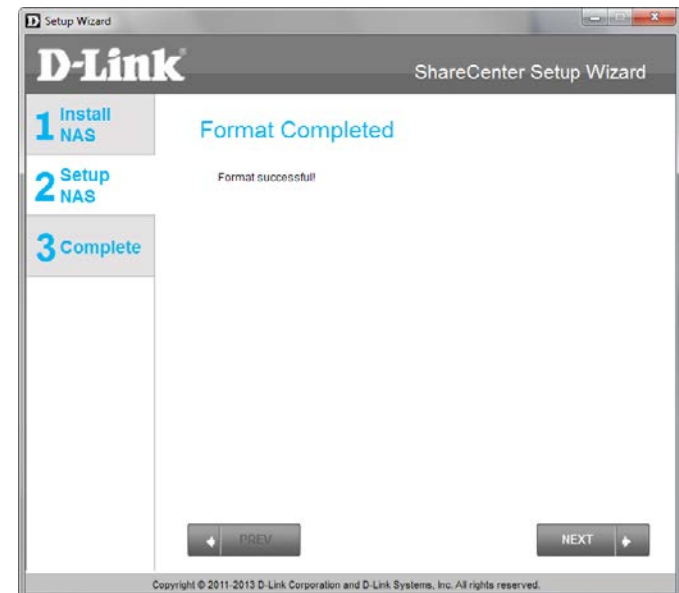 Setup Wizard
D-Link
ShareCenter Setup Wizard
1 Install
NAS
Format Completed
Format successful!
2 Setup
NAS
3 Complete
PREV
NEXT
Copyright © 2011-2013 D-Link Corporation and D-Link Systems, Inc. All rights reserved.